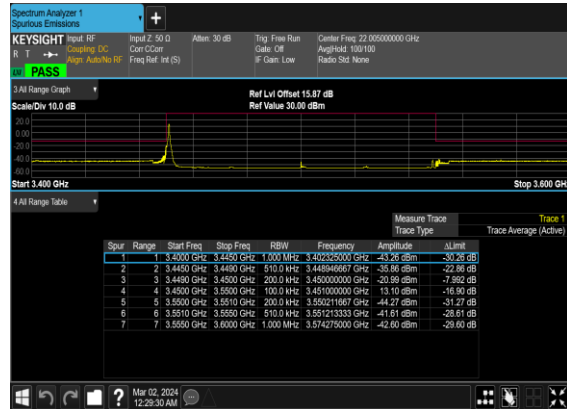 Spectrum Analyzer 1
Spurious Emissions
+
KEYSIGHT Input: RF Input Z: 50 Ω Atten: 30 dB Trig: Free Run Center Freq: 22.005000000 GHz
R T Coupling: DC Corr CCorr Gate: Off Avg|Hold: 100/100
Align: Auto/No RF Freq Ref: Int (S) IF Gain: Low Radio Std: None
PASS
3 All Range Graph Ref Lvl Offset 15.87 dB
Scale/Div 10.0 dB Ref Value 30.00 dBm
20.0
0.00
-20.0
-40.0
-60.0
Start 3.400 GHz Stop 3.600 GHz
4 All Range Table
Measure Trace Trace 1
Trace Type Trace Average (Active)
Spur Range Start Freq Stop Freq RBW Frequency Amplitude ΔLimit
1 1 3.4000 GHz 3.4450 GHz 1.000 MHz 3.402325000 GHz -43.26 dBm -30.26 dB
2 2 3.4450 GHz 3.4490 GHz 510.0 kHz 3.448946667 GHz -35.86 dBm -22.86 dB
3 3 3.4490 GHz 3.4500 GHz 200.0 kHz 3.450000000 GHz -20.99 dBm -7.992 dB
4 4 3.4500 GHz 3.5500 GHz 100.0 kHz 3.451000000 GHz 13.10 dBm -16.90 dB
5 5 3.5500 GHz 3.5510 GHz 200.0 kHz 3.550211667 GHz -44.27 dBm -31.27 dB
6 6 3.5510 GHz 3.5550 GHz 510.0 kHz 3.551213333 GHz -41.61 dBm -28.61 dB
7 7 3.5550 GHz 3.6000 GHz 1.000 MHz 3.574275000 GHz -42.60 dBm -29.60 dB
? Mar 02, 2024
12:29:30 AM